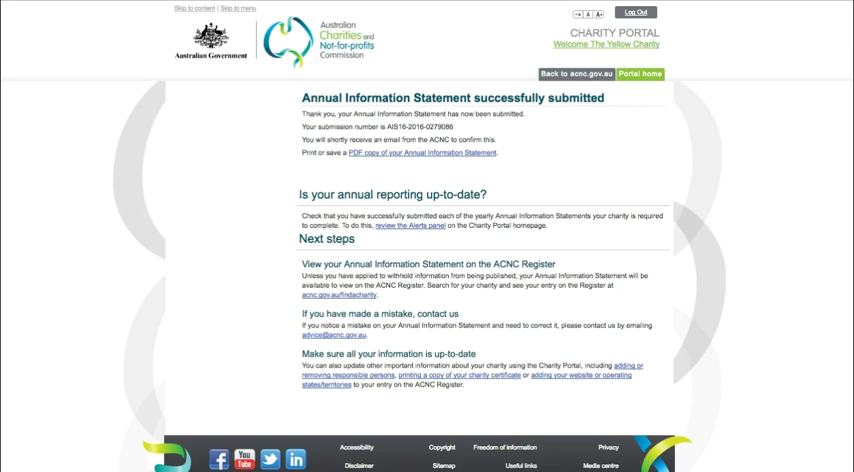 Skip to content | Skip to menu
-A A A+
Log Out
Australian Government
Australian
Charities and
Not-for-profits
Commission
CHARITY PORTAL
Welcome The Yellow Charity
Back to acnc.gov.au Portal home
Annual Information Statement successfully submitted
Thank you, your Annual Information Statement has now been submitted.
Your submission number is AIS16-2016-0279086
You will shortly receive an email from the ACNC to confirm this.
Print or save a PDF copy of your Annual Information Statement.
Is your annual reporting up-to-date?
Check that you have successfully submitted each of the yearly Annual Information Statements your charity is required
to complete. To do this, review the Alerts panel on the Charity Portal homepage.
Next steps
View your Annual Information Statement on the ACNC Register
Unless you have applied to withhold information from being published, your Annual Information Statement will be
available to view on the ACNC Register. Search for your charity and see your entry on the Register at
acnc.gov.au/findacharity.
If you have made a mistake, contact us
If you notice a mistake on your Annual Information Statement and need to correct it, please contact us by emailing
advice@acnc.gov.au.
Make sure all your information is up-to-date
You can also update other important information about your charity using the Charity Portal, including adding or
removing responsible persons, printing a copy of your charity certificate or adding your website or operating
states/territories to your entry on the ACNC Register.
f You Tube in
Accessibility Copyright Freedom of Information Privacy
Disclaimer Sitemap Useful links Media centre